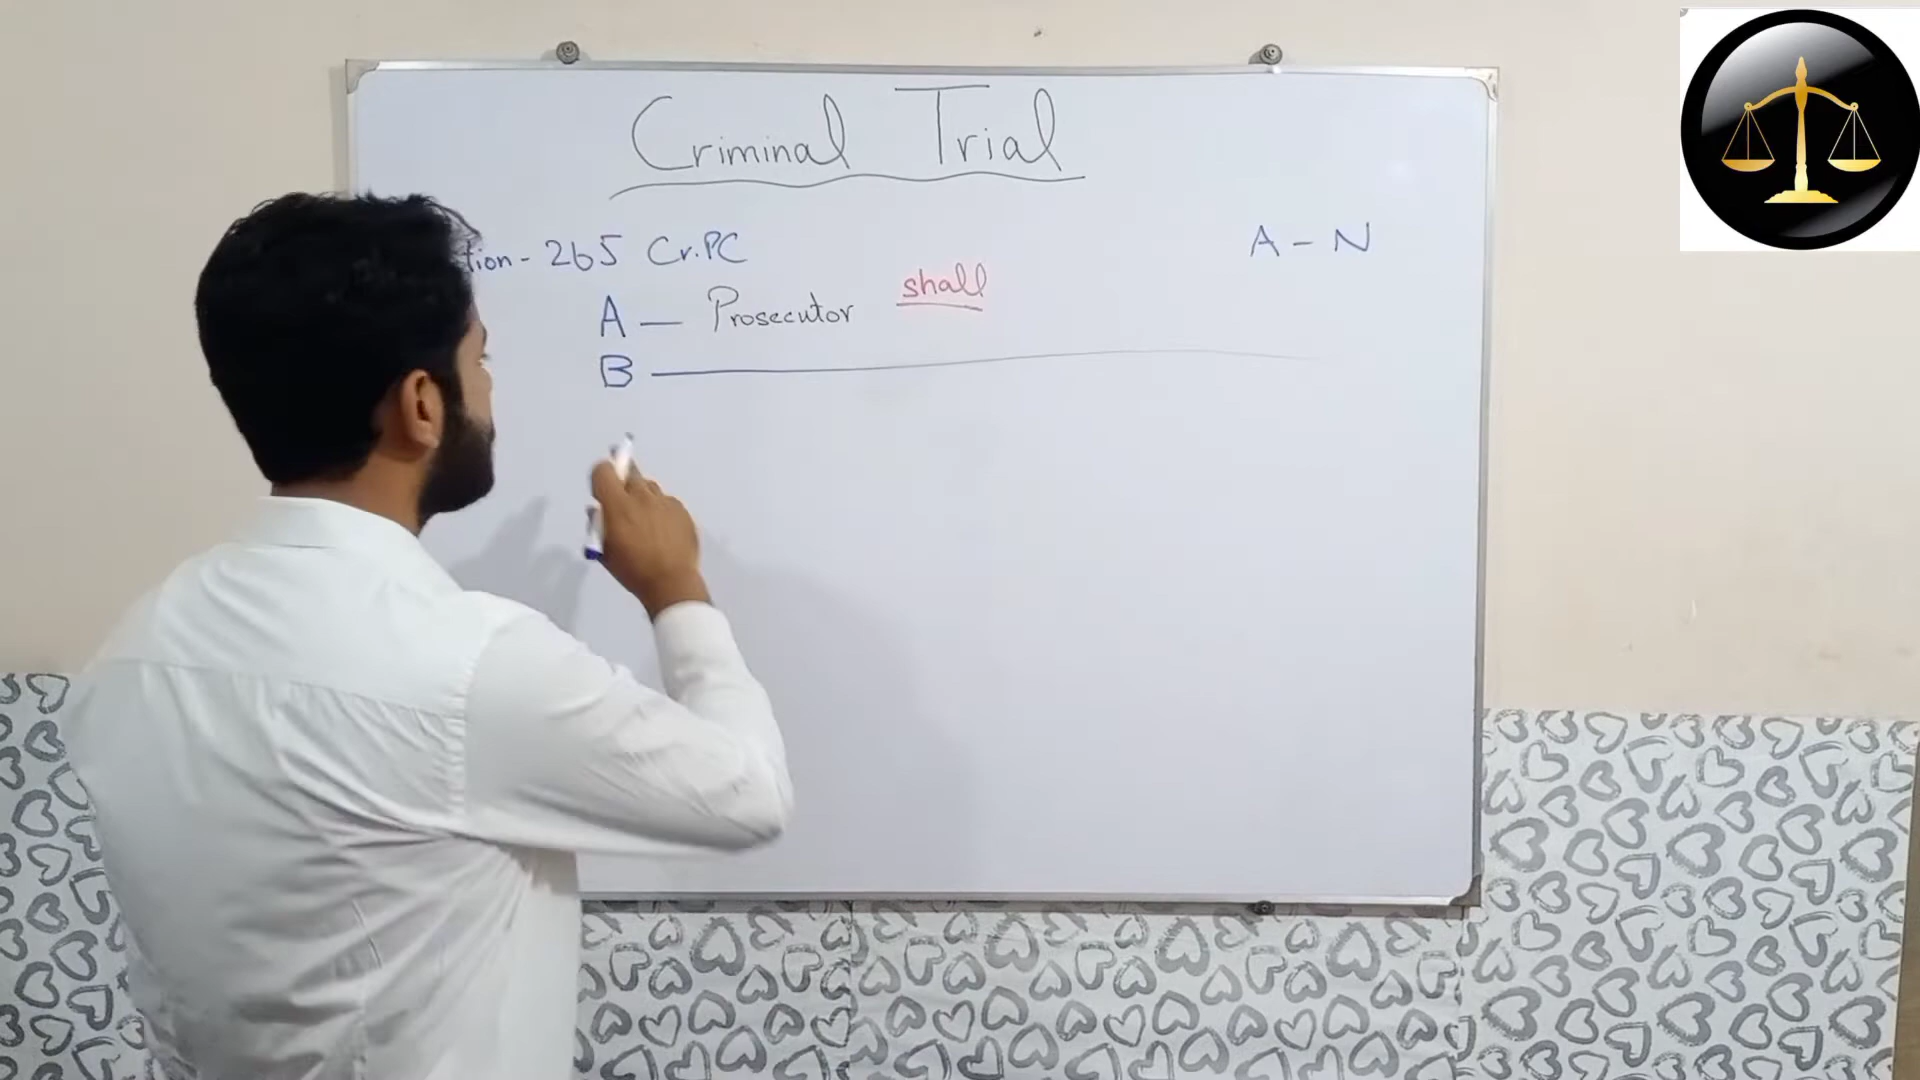 Criminal Trial
tion - 265 Cr.PC
A - N
A — Prosecutor shall
B —